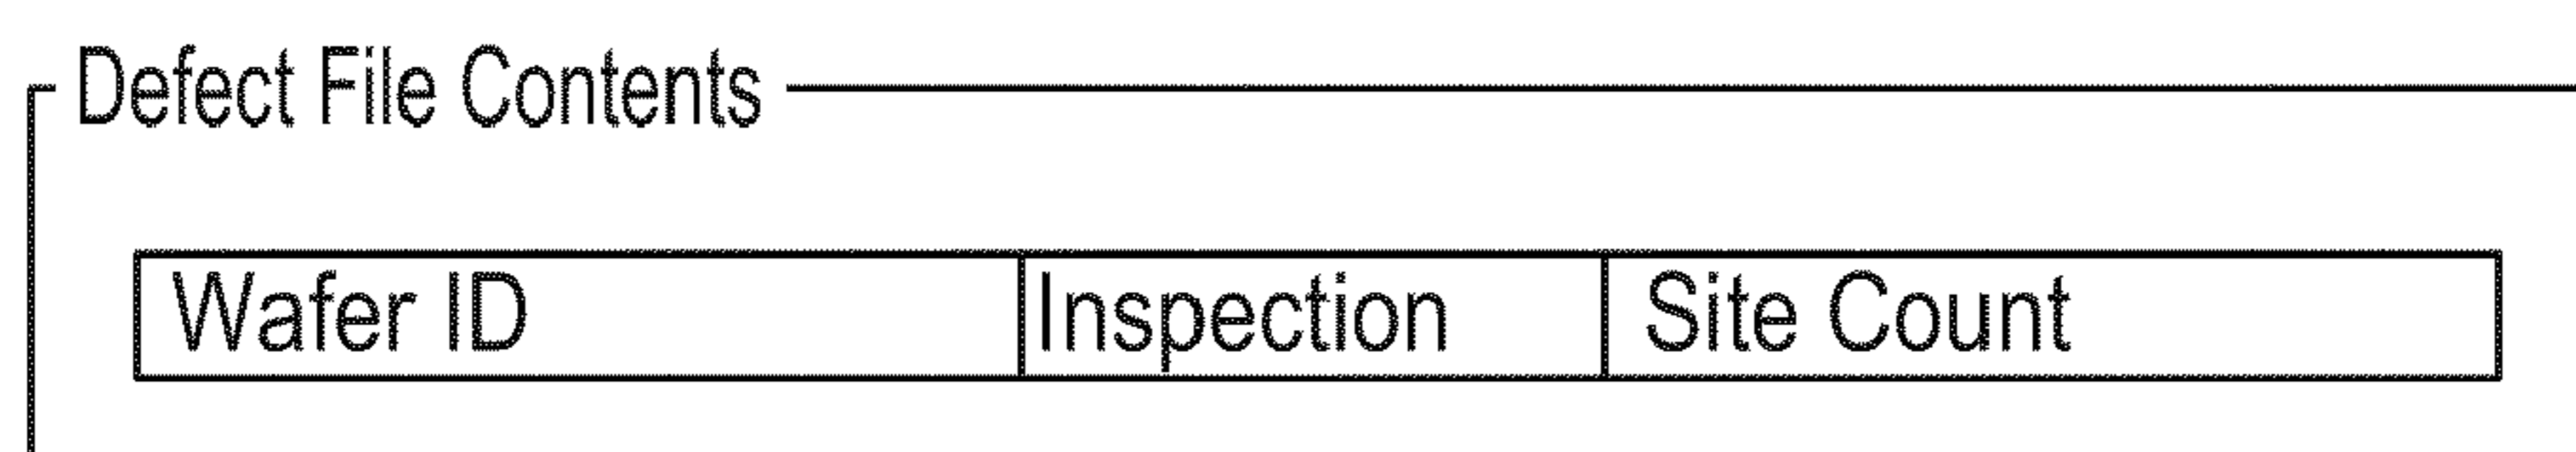 Defect File Contents
Wafer ID Inspection Site Count